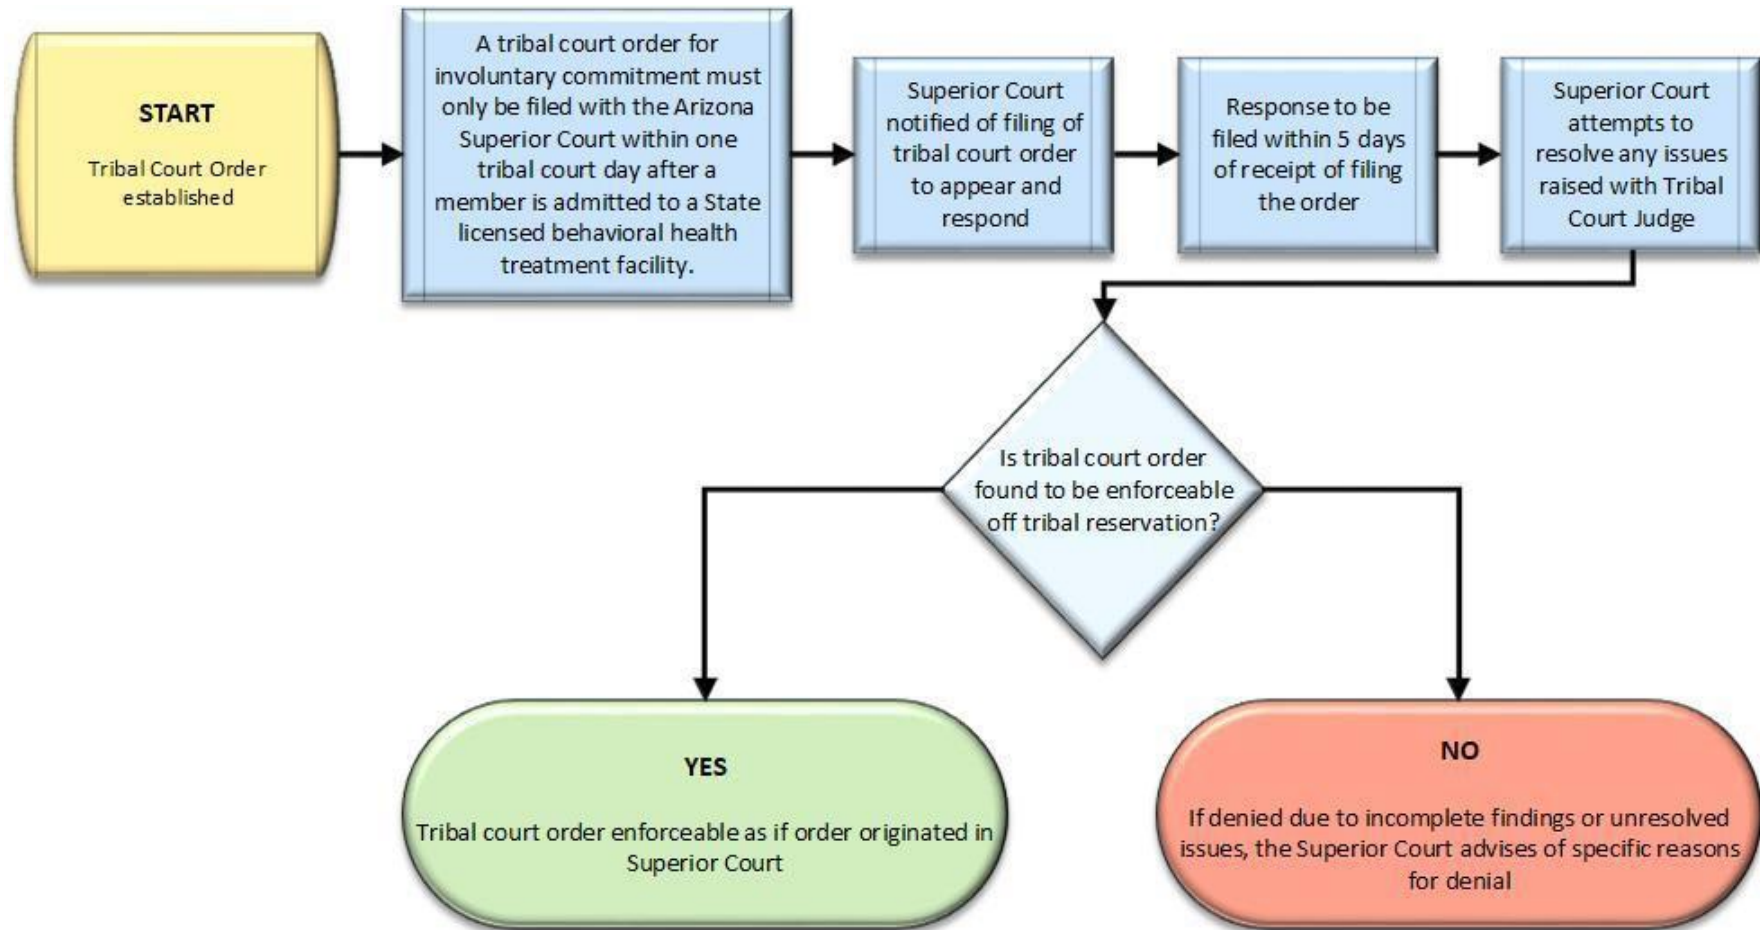 START
Tribal Court Order
established
A tribal court order for
involuntary commitment must
only be filed with the Arizona
Superior Court within one
tribal court day after a
member is admitted to a State
licensed behavioral health
treatment facility.
Superior Court
notified of filing of
tribal court order
to appear and
respond
Response to be
filed within 5 days
of receipt of filing
the order
Superior Court
attempts to
resolve any issues
raised with Tribal
Court Judge
Is tribal court order
found to be enforceable
off tribal reservation?
YES
Tribal court order enforceable as if order originated in
Superior Court
NO
If denied due to incomplete findings or unresolved
issues, the Superior Court advises of specific reasons
for denial